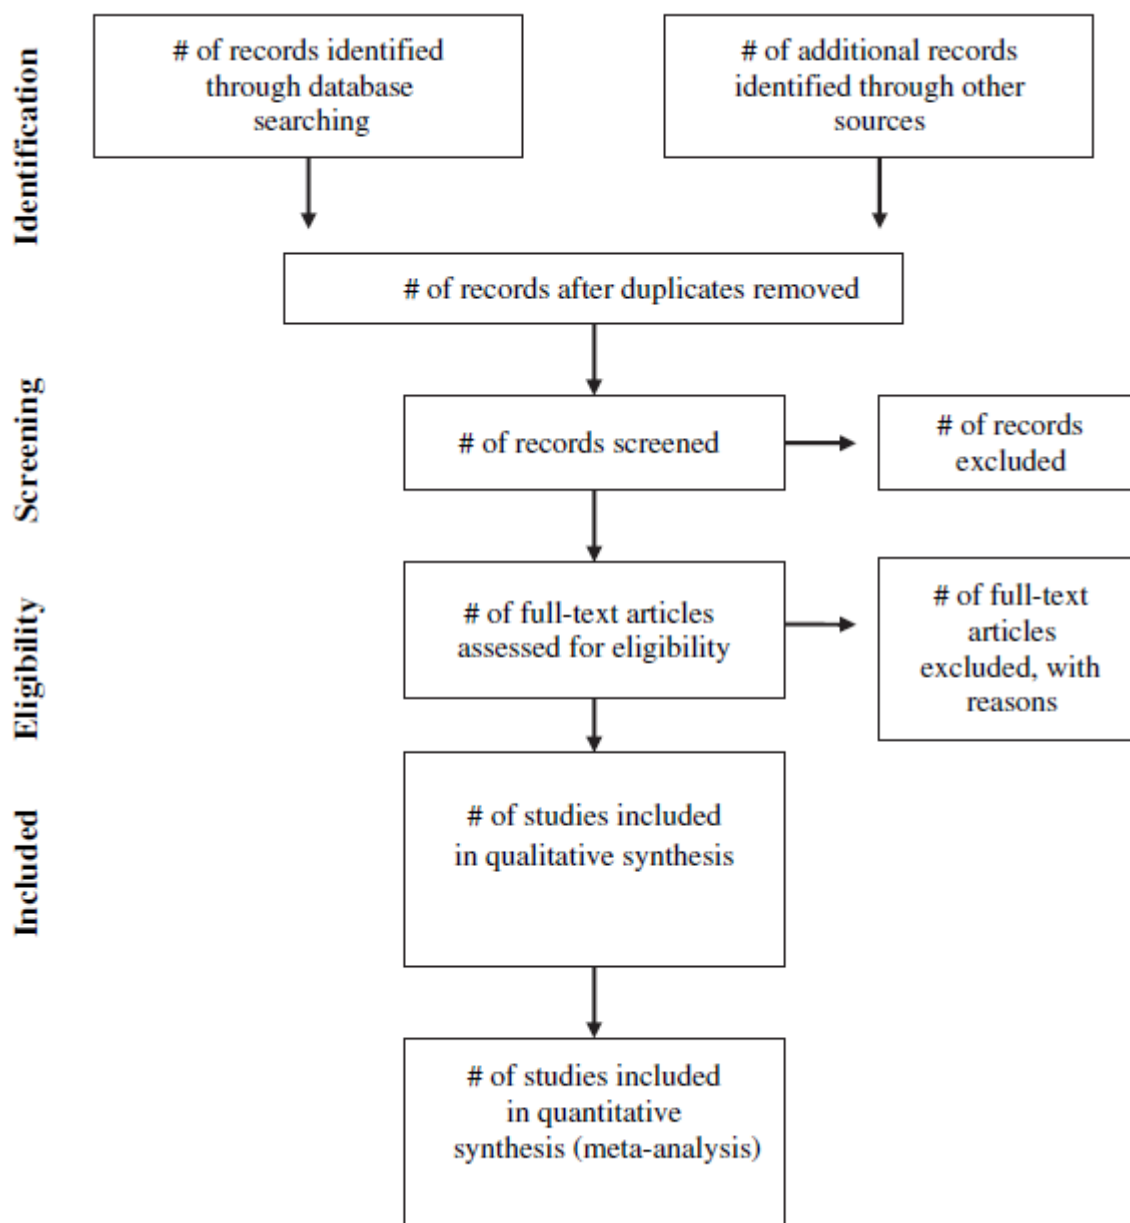 Identification
# of records identified
through database
searching
# of additional records
identified through other
sources
# of records after duplicates removed
Screening
# of records screened
# of records
excluded
Eligibility
# of full-text articles
assessed for eligibility
# of full-text
articles
excluded, with
reasons
Included
# of studies included
in qualitative synthesis
# of studies included
in quantitative
synthesis (meta-analysis)